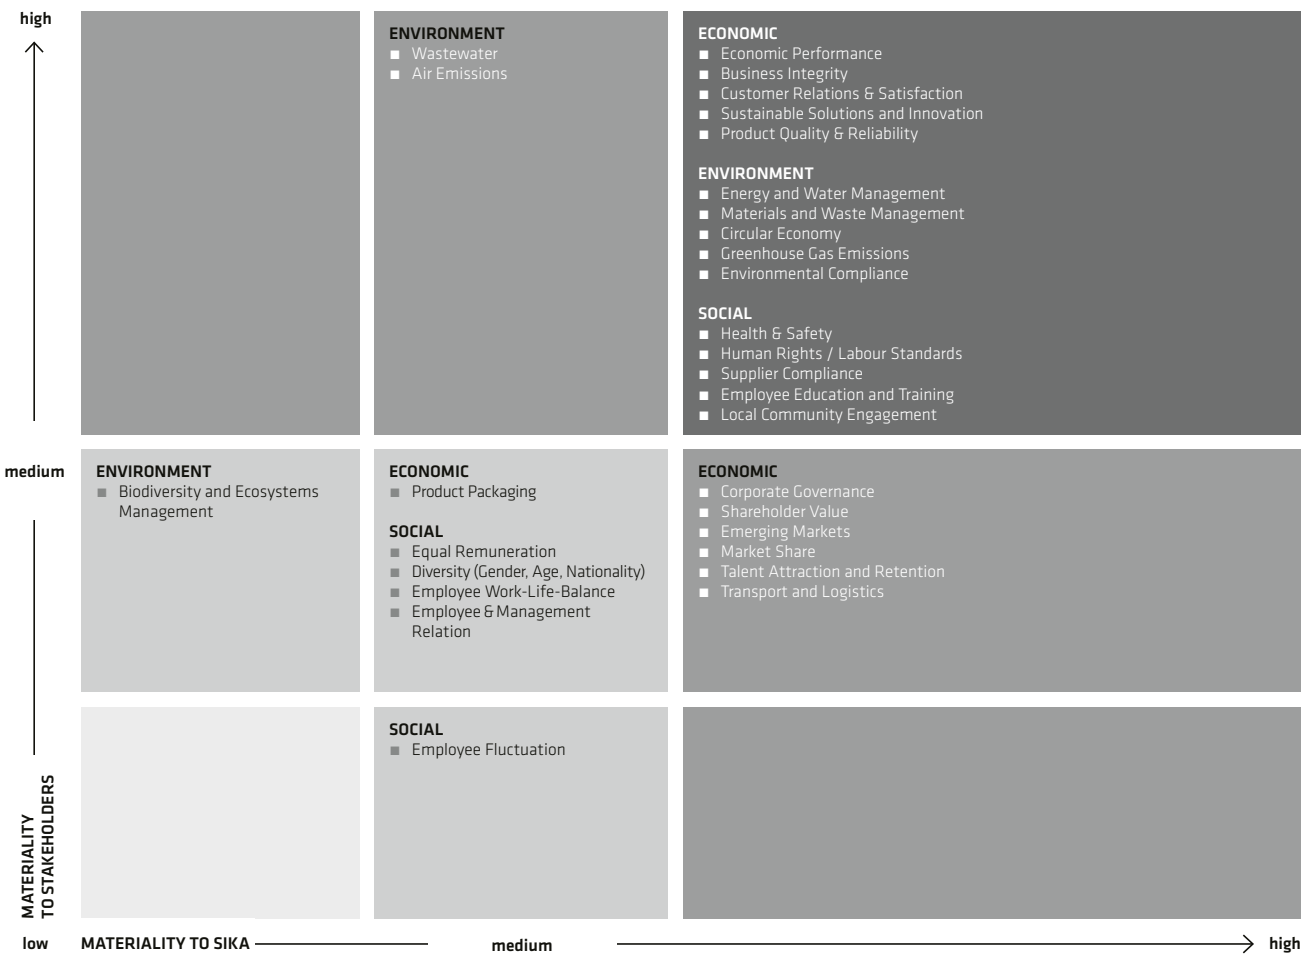 high
ENVIRONMENT
Wastewater
Air Emissions
ECONOMIC
Economic Performance
Business Integrity
Customer Relations & Satisfaction
Sustainable Solutions and Innovation
Product Quality & Reliability
ENVIRONMENT
Energy and Water Management
Materials and Waste Management
Circular Economy
Greenhouse Gas Emissions
Environmental Compliance
SOCIAL
Health & Safety
Human Rights / Labour Standards
Supplier Compliance
Employee Education and Training
Local Community Engagement
medium
ENVIRONMENT
Biodiversity and Ecosystems
Management
ECONOMIC
Product Packaging
SOCIAL
Equal Remuneration
Diversity (Gender, Age, Nationality)
Employee Work-Life-Balance
Employee & Management
Relation
ECONOMIC
Corporate Governance
Shareholder Value
Emerging Markets
Market Share
Talent Attraction and Retention
Transport and Logistics
SOCIAL
Employee Fluctuation
MATERIALITY
TO STAKEHOLDERS
low
MATERIALITY TO SIKA
medium
high